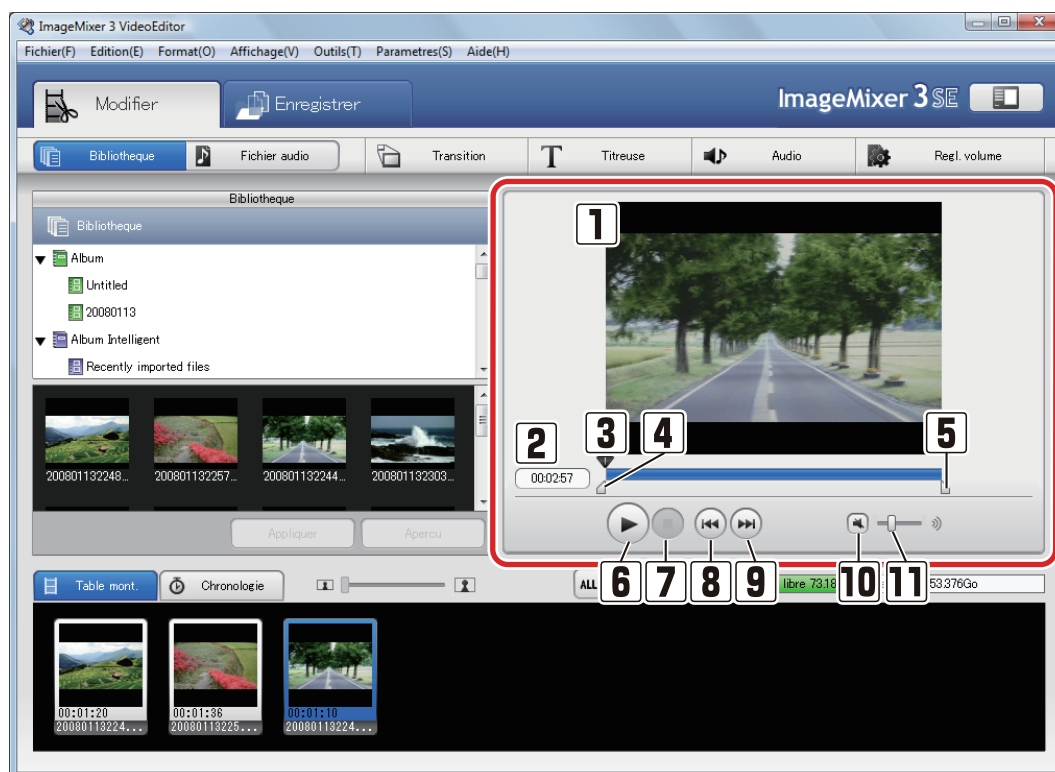 ImageMixer 3 VideoEditor
Fichier(F) Edition(E) Format(O) Affichage(V) Outils(T) Parametres(S) Aide(H)
Modifier Enregistrer ImageMixer 3 SE
Bibliotheque Fichier audio Transition Titreuse Audio Regl. volume
Bibliotheque
Bibliotheque
Album
Untitled
20080113
Album Intelligent
Recently imported files
200801132248... 200801132257... 200801132244... 200801132303...
Appliquer Apercu
1
2 3 4 5
00:02:57
6 7 8 9 10 11
Table mont. Chronologie ALL libre 73.18 53.376Go
00:01:20 00:01:36 00:01:10
20080113224... 20080113225... 20080113224...